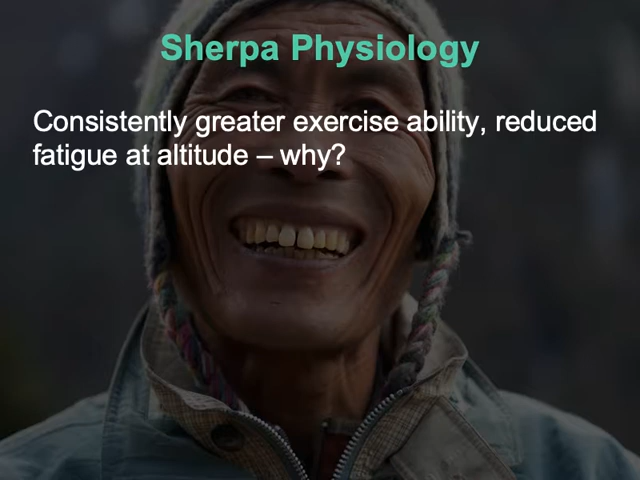 Sherpa Physiology
Consistently greater exercise ability, reduced
fatigue at altitude – why?